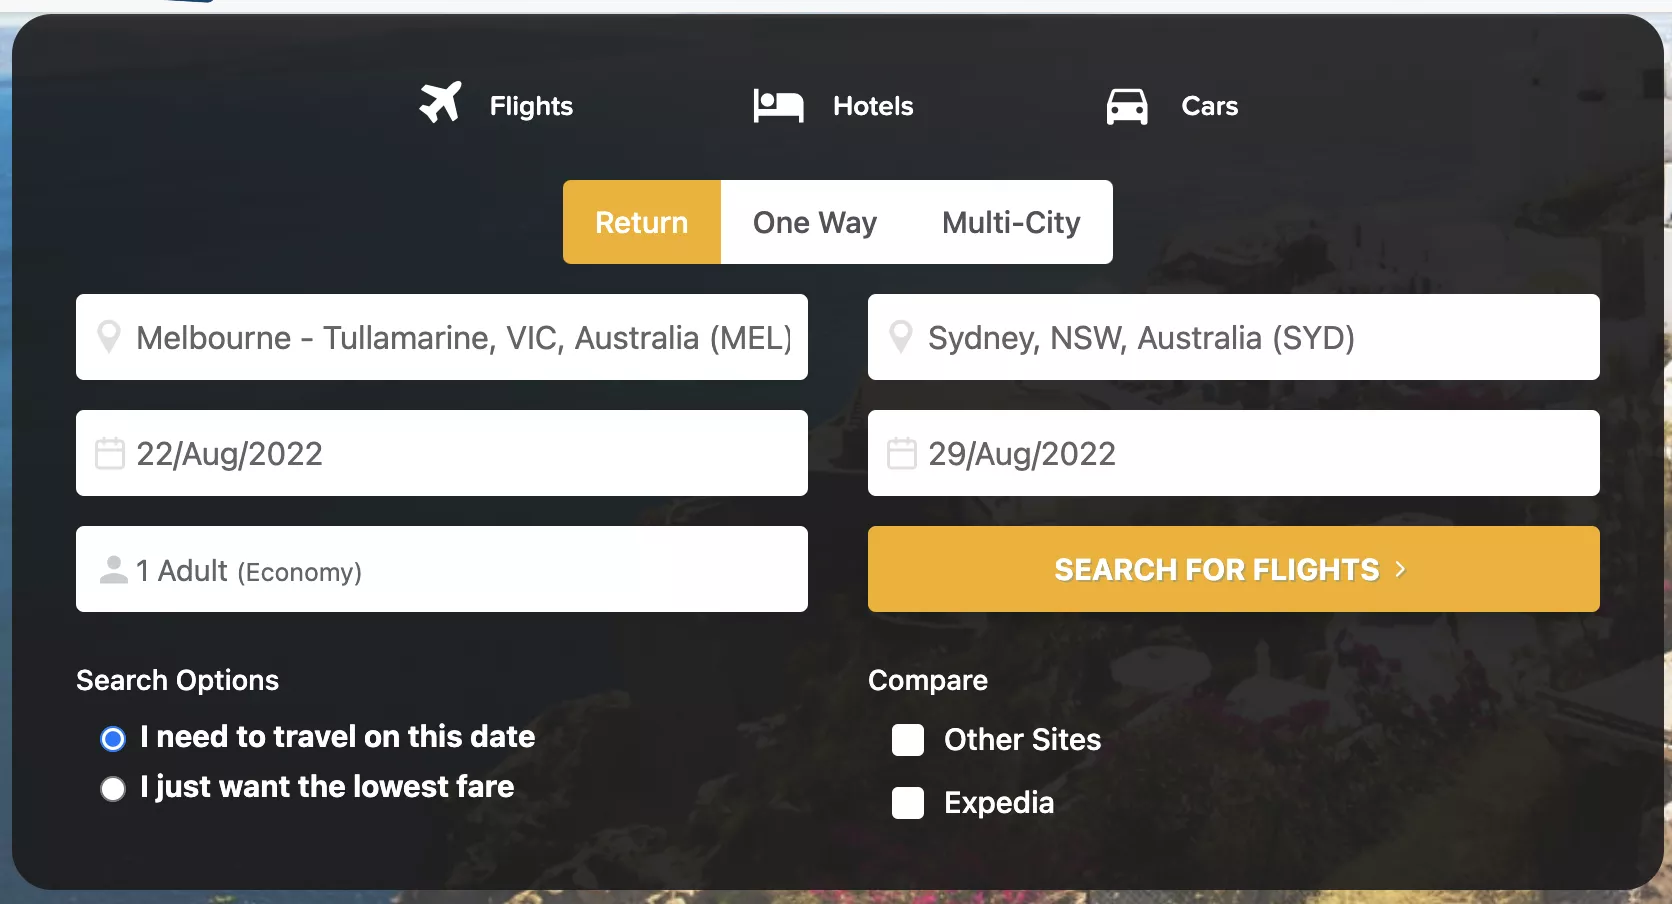 Flights Hotels Cars
Return One Way Multi-City
Melbourne - Tullamarine, VIC, Australia (MEL)
Sydney, NSW, Australia (SYD)
22/Aug/2022
29/Aug/2022
1 Adult (Economy)
SEARCH FOR FLIGHTS ›
Search Options
I need to travel on this date
I just want the lowest fare
Compare
Other Sites
Expedia